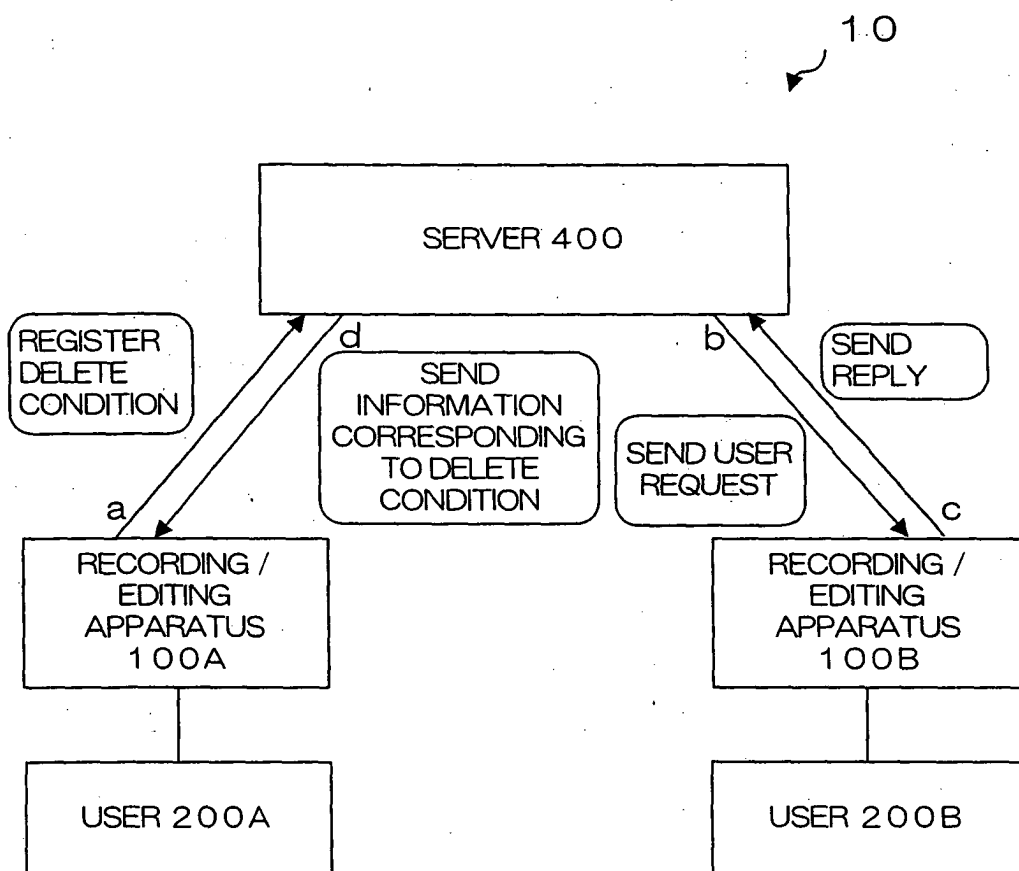 10
SERVER 400
REGISTER
DELETE
CONDITION
d
SEND
INFORMATION
CORRESPONDING
TO DELETE
CONDITION
b
SEND
REPLY
SEND USER
REQUEST
a
c
RECORDING /
EDITING
APPARATUS
100A
RECORDING /
EDITING
APPARATUS
100B
USER 200A
USER 200B